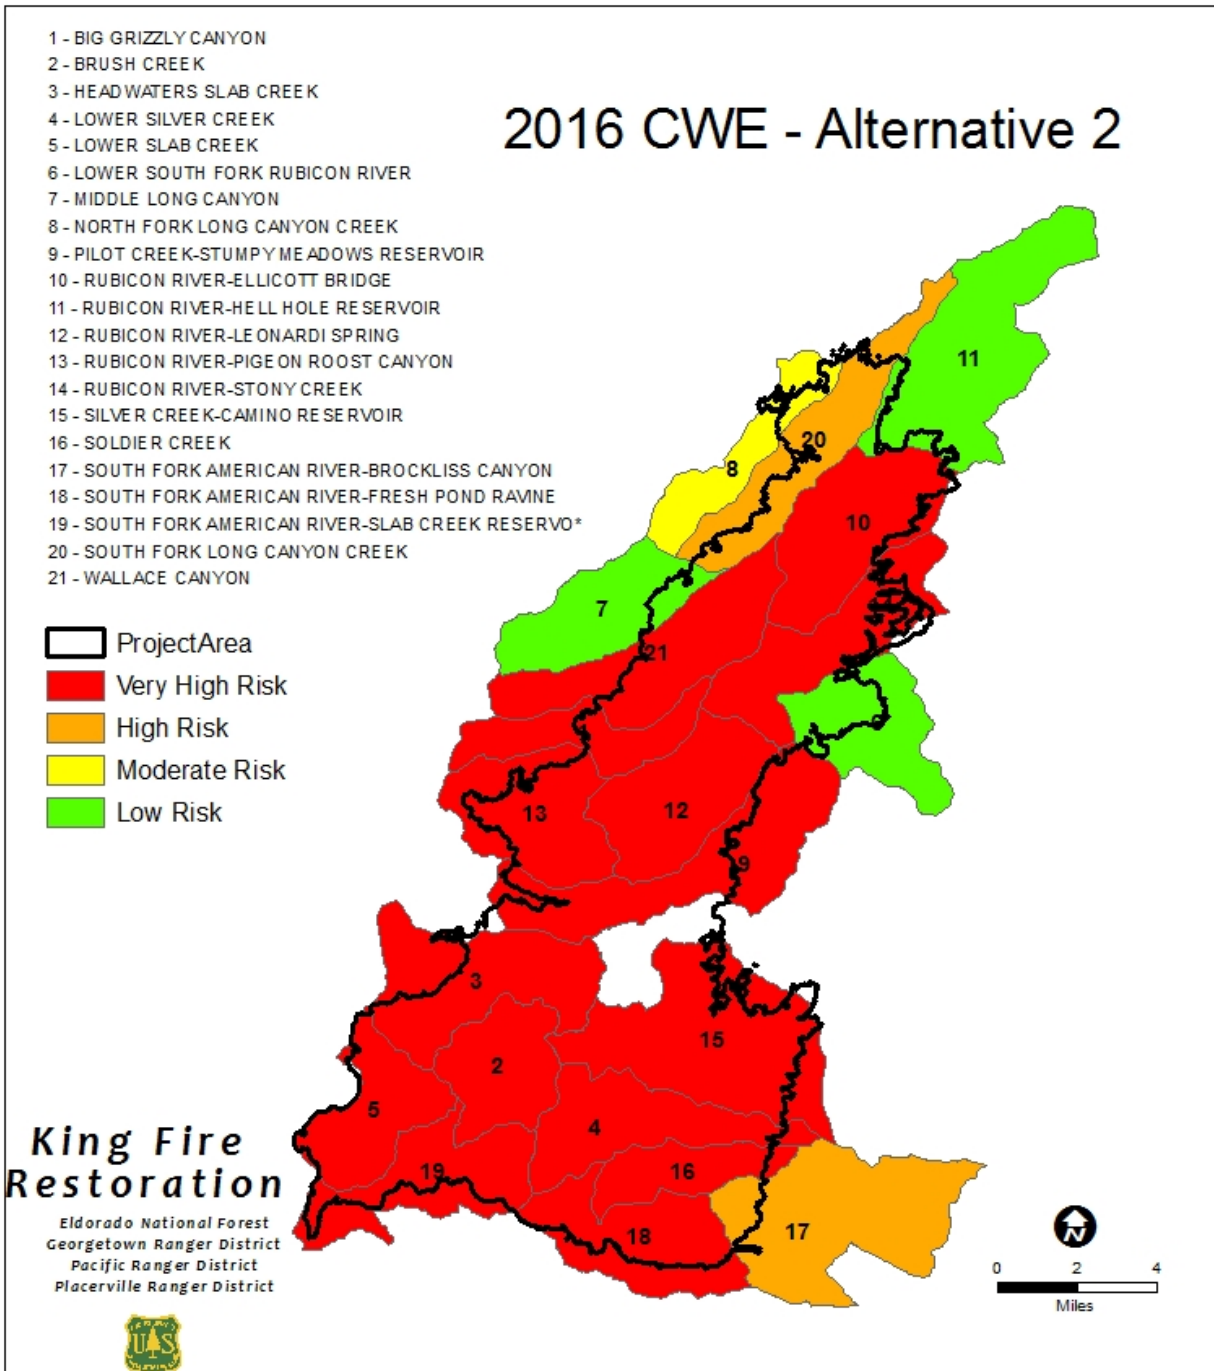 1 - BIG GRIZZLY CANYON
2 - BRUSH CREEK
3 - HEADWATERS SLAB CREEK
4 - LOWER SILVER CREEK
5 - LOWER SLAB CREEK
6 - LOWER SOUTH FORK RUBICON RIVER
7 - MIDDLE LONG CANYON
8 - NORTH FORK LONG CANYON CREEK
9 - PILOT CREEK-STUMPY MEADOWS RESERVOIR
10 - RUBICON RIVER-ELLICOTT BRIDGE
11 - RUBICON RIVER-HELL HOLE RESERVOIR
12 - RUBICON RIVER-LEONARDI SPRING
13 - RUBICON RIVER-PIGEON ROOST CANYON
14 - RUBICON RIVER-STONY CREEK
15 - SILVER CREEK-CAMINO RESERVOIR
16 - SOLDIER CREEK
17 - SOUTH FORK AMERICAN RIVER-BROCKLISS CANYON
18 - SOUTH FORK AMERICAN RIVER-FRESH POND RAVINE
19 - SOUTH FORK AMERICAN RIVER-SLAB CREEK RESERVO*
20 - SOUTH FORK LONG CANYON CREEK
21 - WALLACE CANYON
2016 CWE - Alternative 2
ProjectArea
Very High Risk
High Risk
Moderate Risk
Low Risk
11
20
8
10
7
21
13
12
9
3
15
2
5
4
19
16
18
17
King Fire
Restoration
Eldorado National Forest
Georgetown Ranger District
Pacific Ranger District
Placerville Ranger District
U S
N
0 2 4
Miles